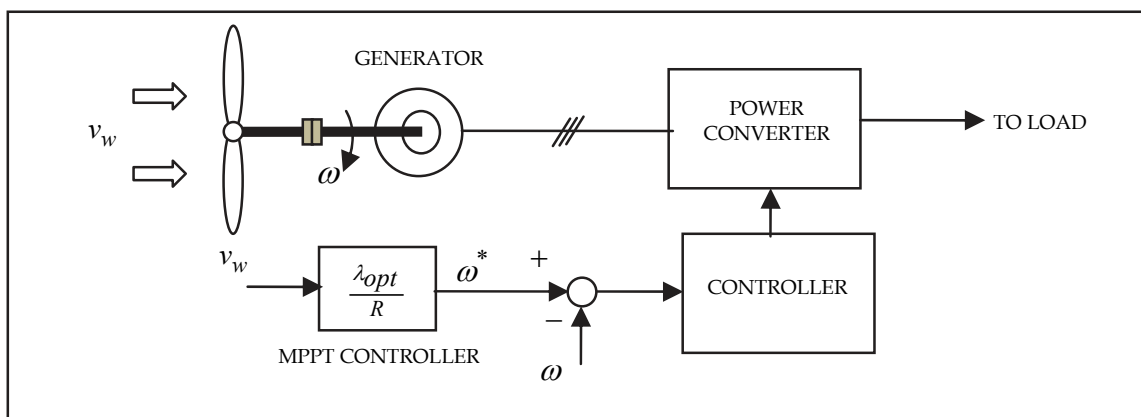 GENERATOR
POWER
CONVERTER
TO LOAD
v_w
ω
v_w
λ_opt
R
ω*
+
−
ω
CONTROLLER
MPPT CONTROLLER